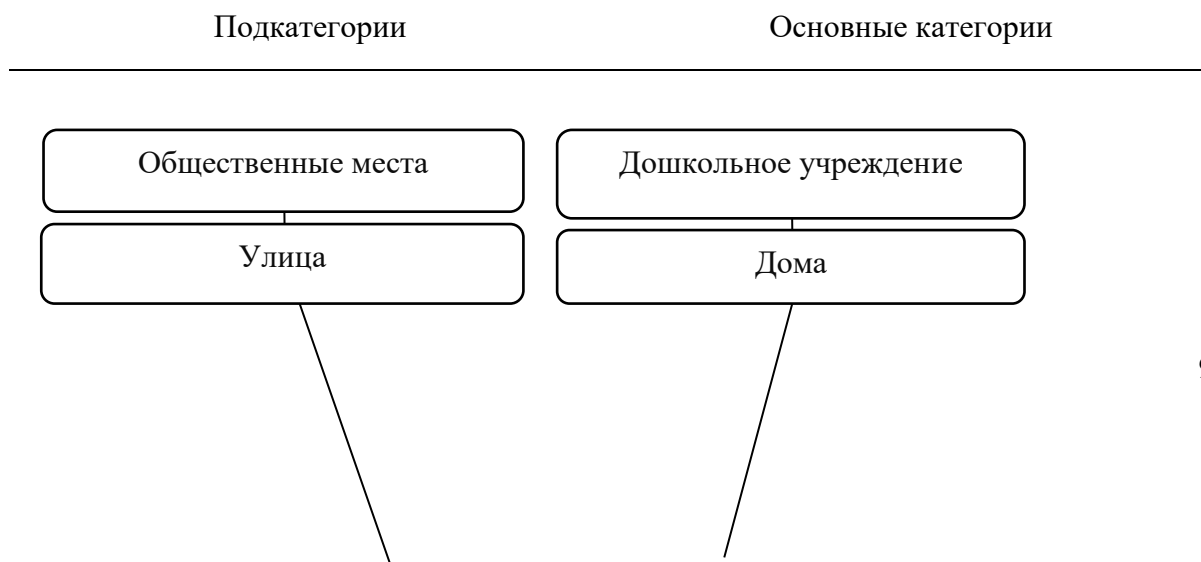 Подкатегории
Основные категории
Общественные места
Дошкольное учреждение
Улица
Дома